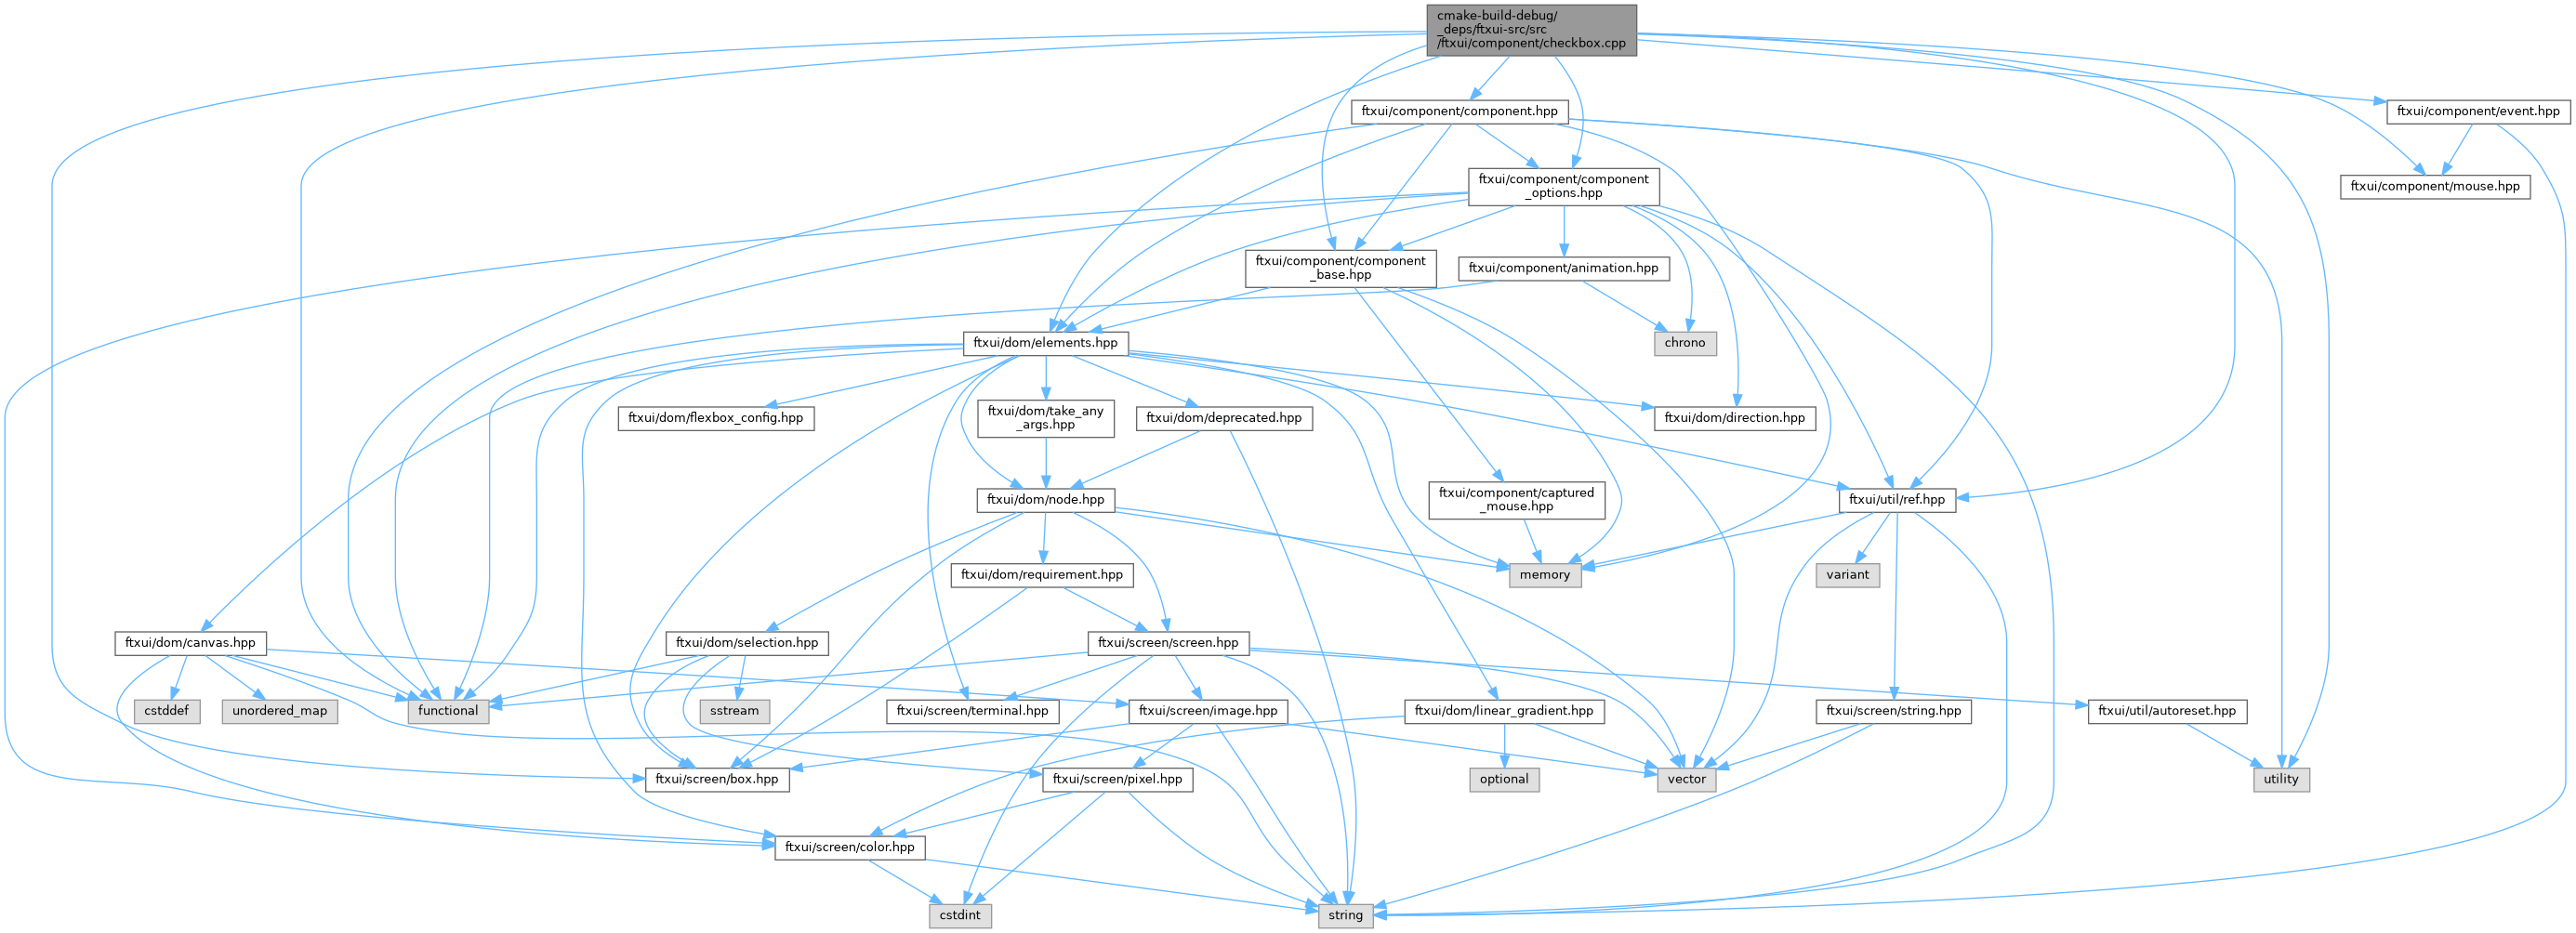 cmake-build-debug/
_deps/ftxui-src/src
/ftxui/component/checkbox.cpp
ftxui/component/component.hpp
ftxui/component/event.hpp
ftxui/component/component
_options.hpp
ftxui/component/mouse.hpp
ftxui/component/component
_base.hpp
ftxui/component/animation.hpp
ftxui/dom/elements.hpp
chrono
ftxui/dom/flexbox_config.hpp
ftxui/dom/take_any
_args.hpp
ftxui/dom/deprecated.hpp
ftxui/dom/direction.hpp
ftxui/dom/node.hpp
ftxui/component/captured
_mouse.hpp
ftxui/util/ref.hpp
ftxui/dom/requirement.hpp
memory
variant
ftxui/dom/canvas.hpp
ftxui/dom/selection.hpp
ftxui/screen/screen.hpp
cstddef
unordered_map
functional
sstream
ftxui/screen/terminal.hpp
ftxui/screen/image.hpp
ftxui/dom/linear_gradient.hpp
ftxui/screen/string.hpp
ftxui/util/autoreset.hpp
ftxui/screen/box.hpp
ftxui/screen/pixel.hpp
optional
vector
utility
ftxui/screen/color.hpp
cstdint
string